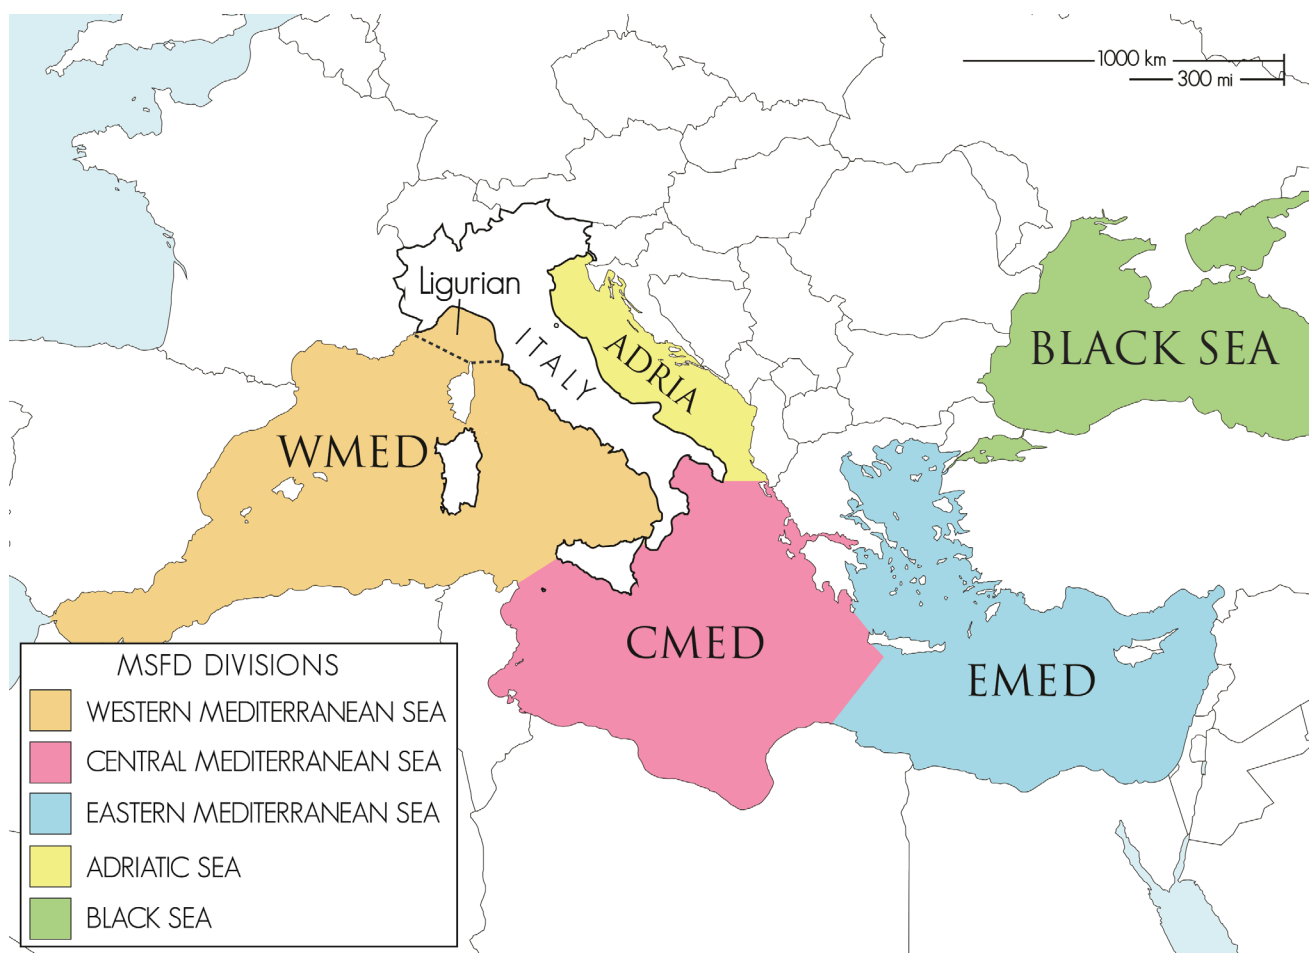 1000 km
300 mi
Ligurian
ITALY
ADRIA
BLACK SEA
WMED
CMED
EMED
MSFD DIVISIONS
WESTERN MEDITERRANEAN SEA
CENTRAL MEDITERRANEAN SEA
EASTERN MEDITERRANEAN SEA
ADRIATIC SEA
BLACK SEA